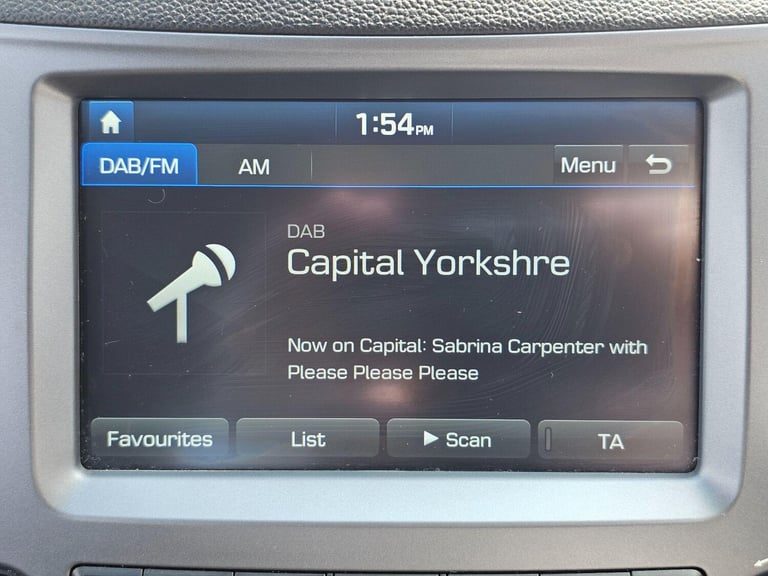 1:54PM
DAB/FM AM Menu
DAB
Capital Yorkshre
Now on Capital: Sabrina Carpenter with
Please Please Please
Favourites List Scan TA